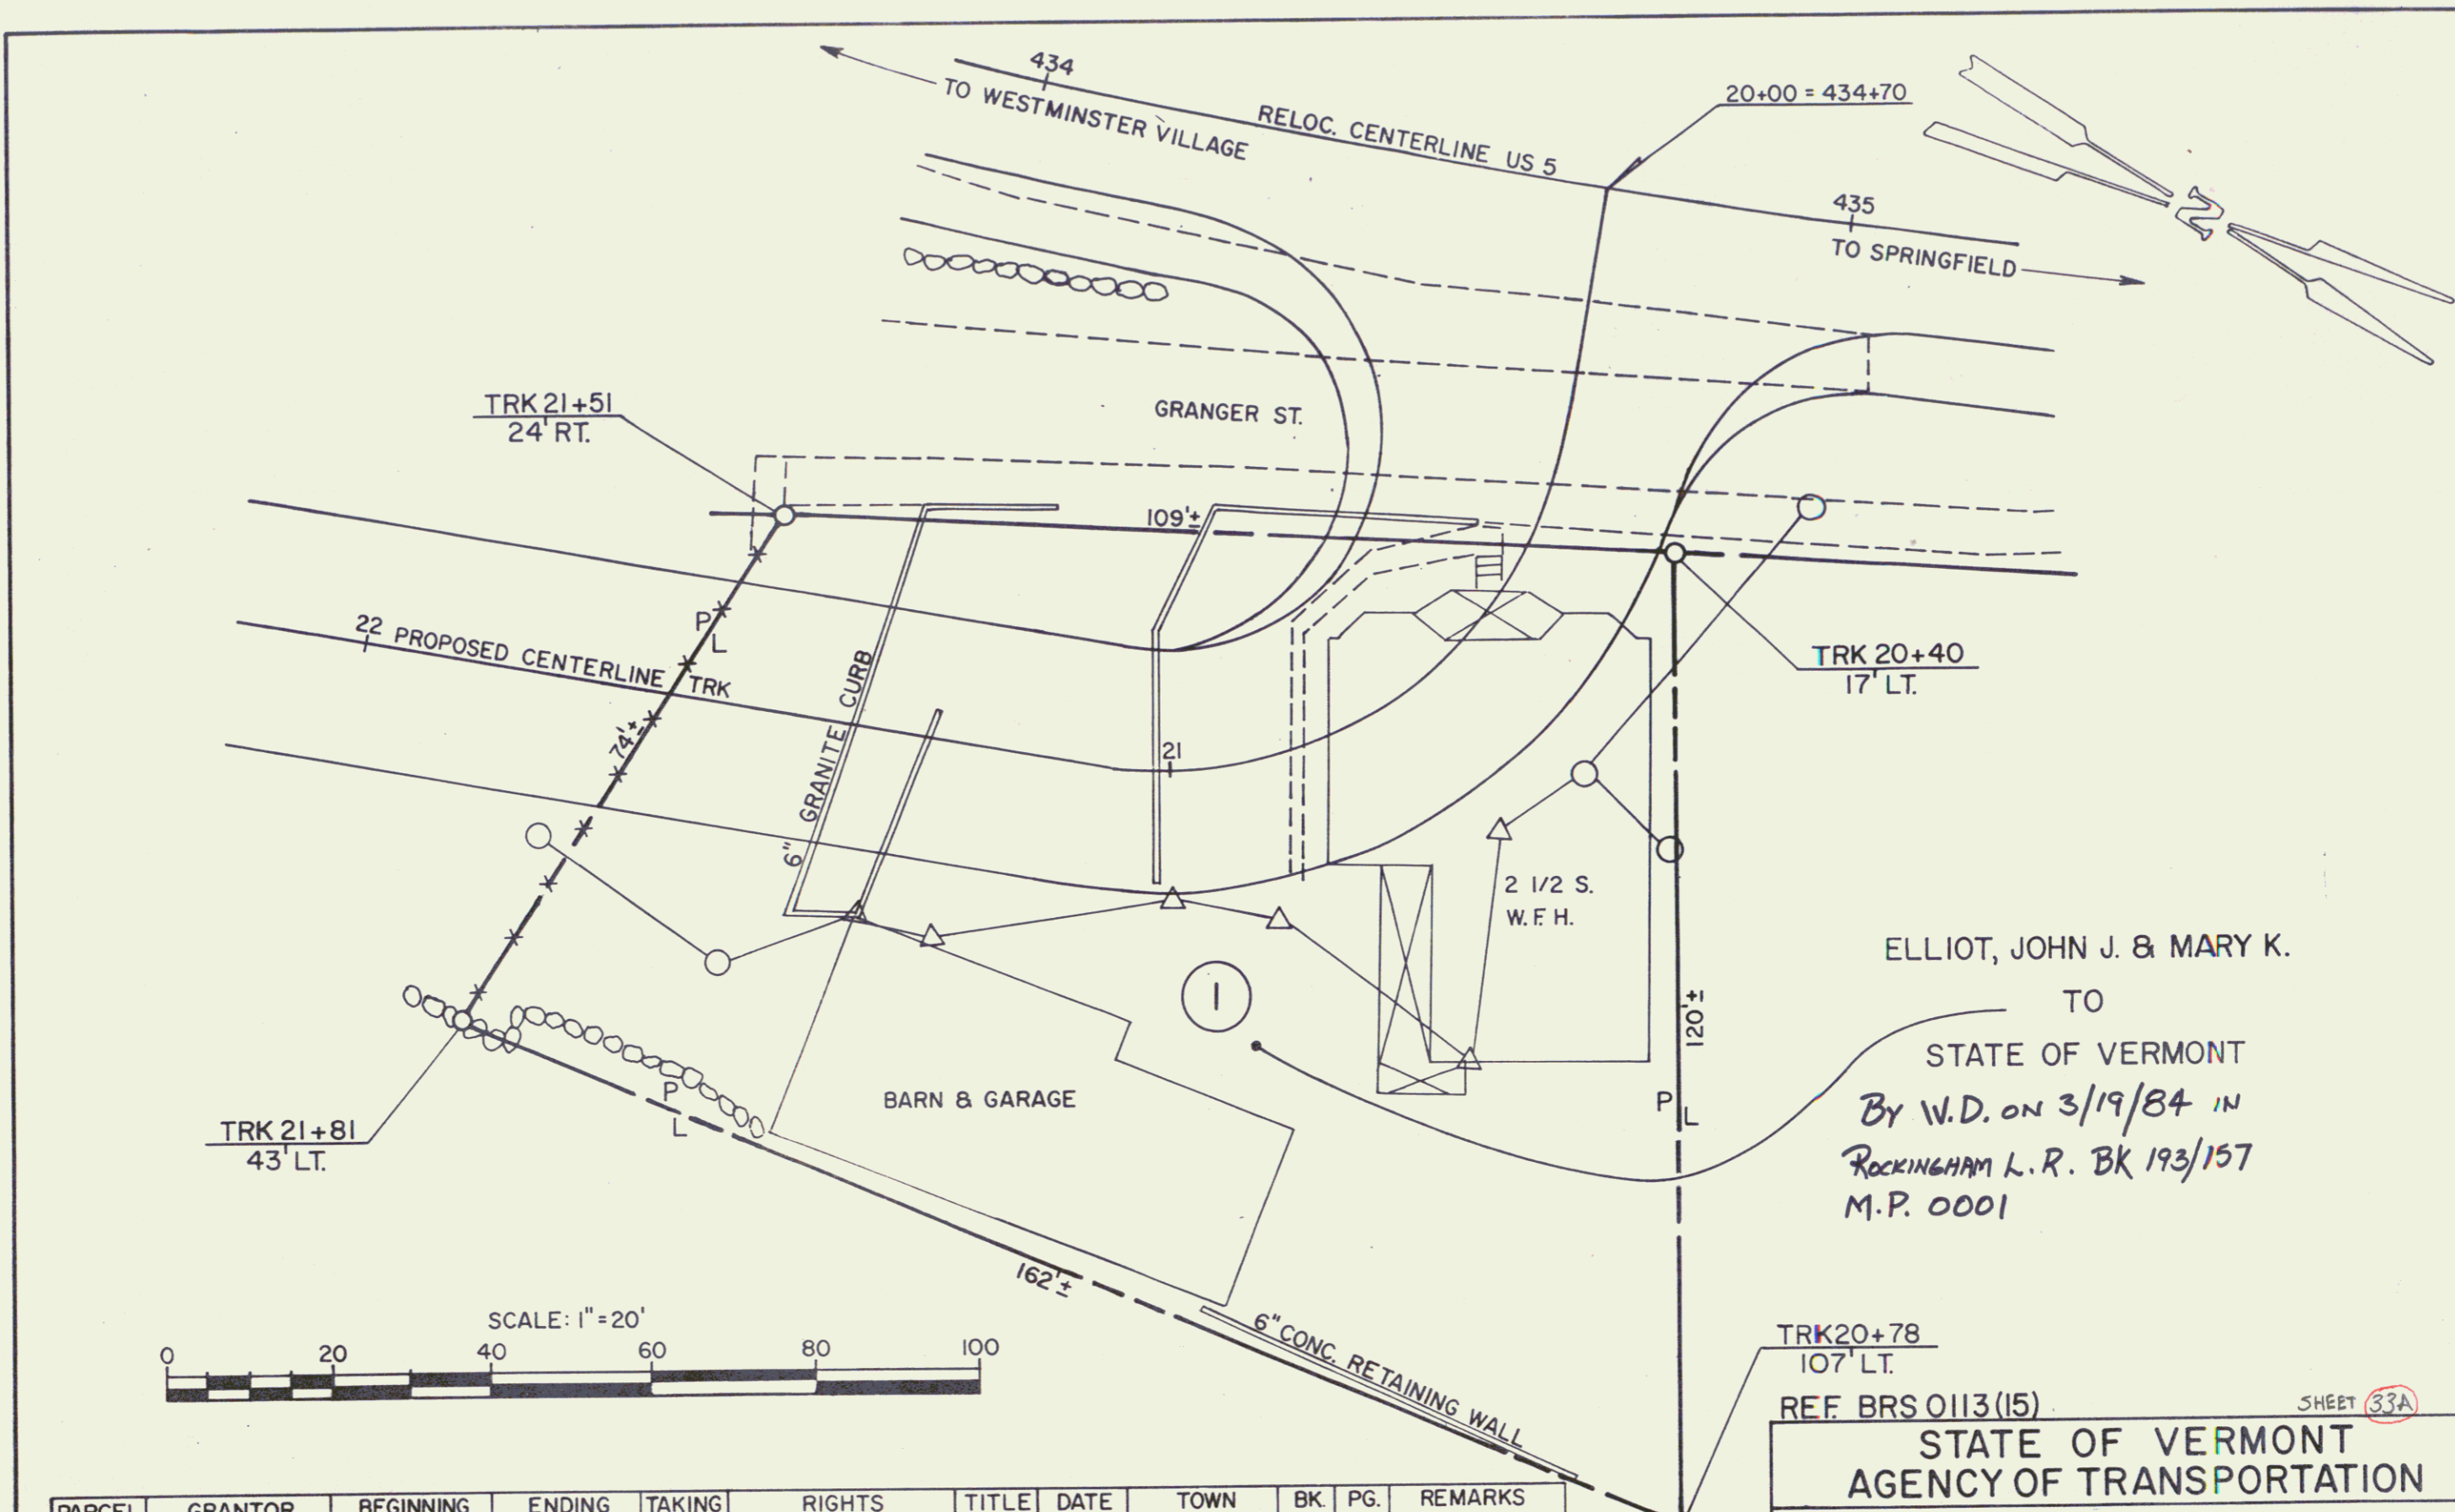 434
TO WESTMINSTER VILLAGE
RELOC. CENTERLINE US 5
20+00 = 434+70
435
TO SPRINGFIELD
N
TRK 21+51
24' RT.
GRANGER ST.
109'±
P
L
22 PROPOSED CENTERLINE TRK
74'±
6" GRANITE CURB
21
TRK 20+40
17' LT.
2 1/2 S.
W.F.H.
1
120'±
P
L
ELLIOT, JOHN J. & MARY K.
TO
STATE OF VERMONT
BY W.D. ON 3/19/84 IN
ROCKINGHAM L.R. BK 193/157
M.P. 0001
BARN & GARAGE
P
L
TRK 21+81
43' LT.
162'±
6" CONC. RETAINING WALL
SCALE: 1" = 20'
0 20 40 60 80 100
TRK 20+78
107' LT.
REF. BRS 0113(15)
SHEET 33A
STATE OF VERMONT
AGENCY OF TRANSPORTATION
PARCEL GRANTOR BEGINNING ENDING TAKING RIGHTS TITLE DATE TOWN BK. PG. REMARKS